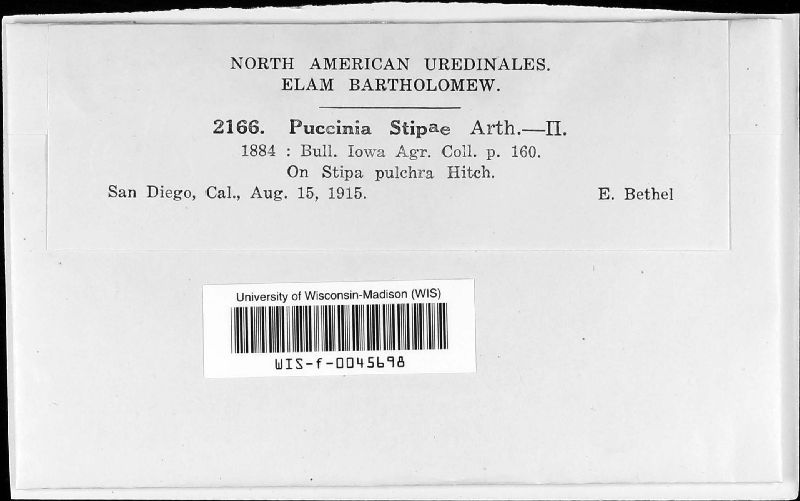 NORTH AMERICAN UREDINALES.
ELAM BARTHOLOMEW.
2166. Puccinia Stipae Arth.—II.
1884 : Bull. Iowa Agr. Coll. p. 160.
On Stipa pulchra Hitch.
San Diego, Cal., Aug. 15, 1915. E. Bethel
University of Wisconsin-Madison (WIS)
WIS-f-0045698